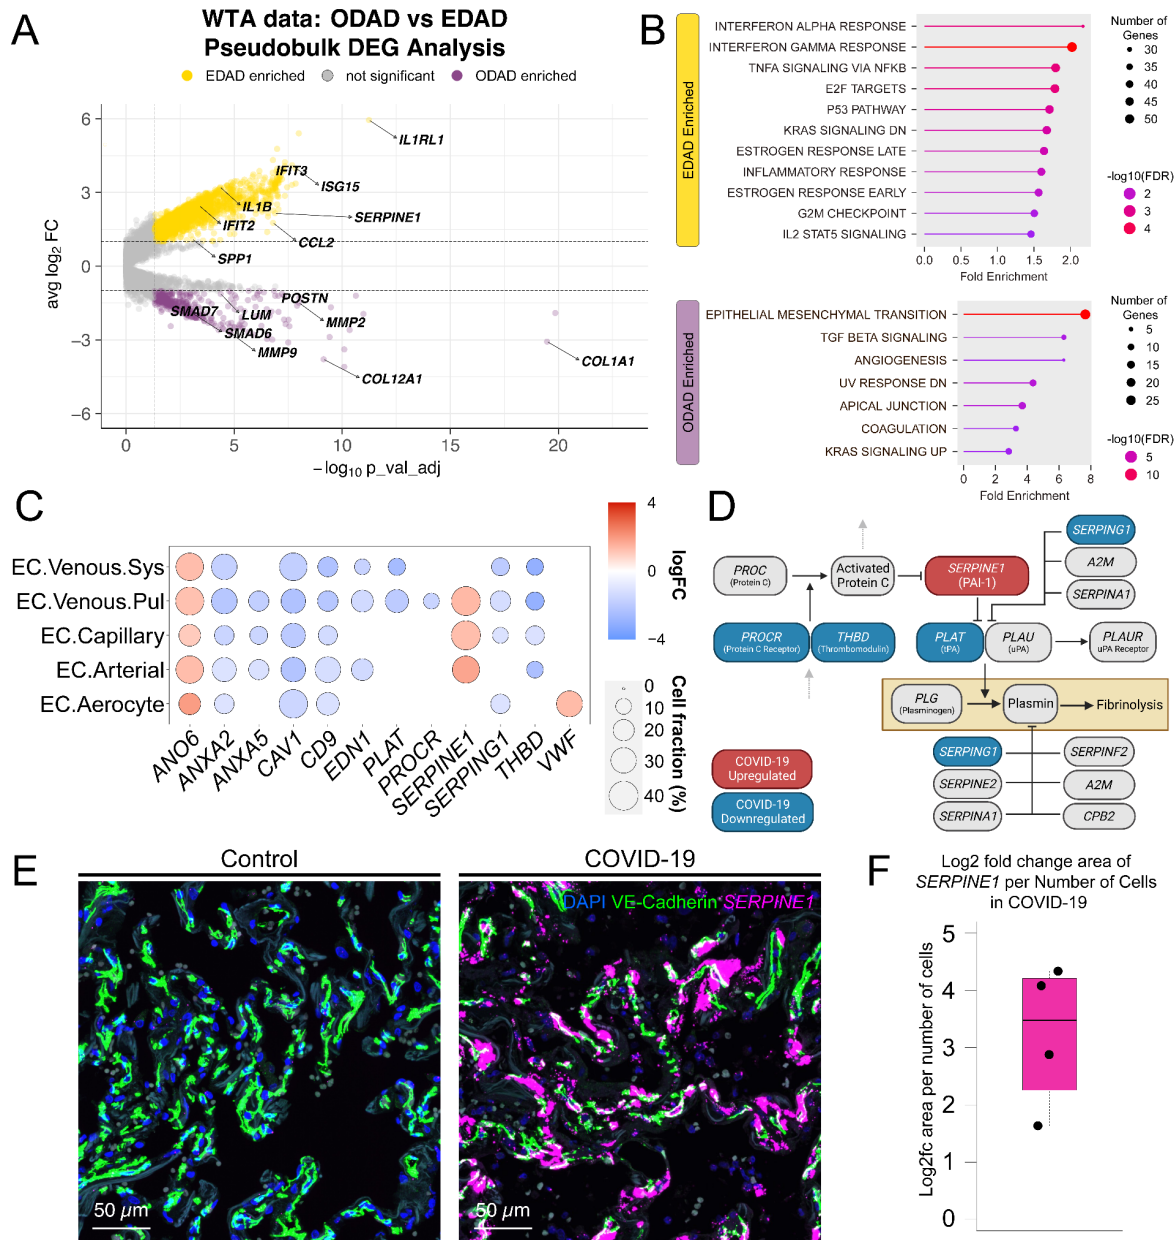 A
WTA data: ODAD vs EDAD
Pseudobulk DEG Analysis
EDAD enriched
not significant
ODAD enriched
avg log2 FC
6
3
0
−3
−6
IL1RL1
IFIT3
ISG15
IL1B
SERPINE1
IFIT2
CCL2
SPP1
POSTN
SMAD7
LUM
MMP2
SMAD6
MMP9
COL1A1
COL12A1
0
5
10
15
20
−log10 p_val_adj
B
EDAD Enriched
INTERFERON ALPHA RESPONSE
INTERFERON GAMMA RESPONSE
TNFA SIGNALING VIA NFKB
E2F TARGETS
P53 PATHWAY
KRAS SIGNALING DN
ESTROGEN RESPONSE LATE
INFLAMMATORY RESPONSE
ESTROGEN RESPONSE EARLY
G2M CHECKPOINT
IL2 STAT5 SIGNALING
0.0
0.5
1.0
1.5
2.0
Fold Enrichment
Number of
Genes
30
35
40
45
50
-log10(FDR)
2
3
4
ODAD Enriched
EPITHELIAL MESENCHYMAL TRANSITION
TGF BETA SIGNALING
ANGIOGENESIS
UV RESPONSE DN
APICAL JUNCTION
COAGULATION
KRAS SIGNALING UP
0
2
4
6
8
Fold Enrichment
Number of
Genes
5
10
15
20
25
-log10(FDR)
5
10
C
EC.Venous.Sys
EC.Venous.Pul
EC.Capillary
EC.Arterial
EC.Aerocyte
ANO6
ANXA2
ANXA5
CAV1
CD9
EDN1
PLAT
PROCR
SERPINE1
SERPING1
THBD
VWF
4
2
0
−2
−4
logFC
0
10
20
30
40
Cell fraction (%)
D
PROC
(Protein C)
Activated
Protein C
SERPINE1
(PAI-1)
SERPING1
A2M
SERPINA1
PROCR
(Protein C Receptor)
THBD
(Thrombomodulin)
PLAT
(tPA)
PLAU
(uPA)
PLAUR
uPA Receptor
PLG
(Plasminogen)
Plasmin
Fibrinolysis
SERPING1
SERPINF2
SERPINE2
A2M
SERPINA1
CPB2
COVID-19
Upregulated
COVID-19
Downregulated
E
Control
COVID-19
DAPI VE-Cadherin SERPINE1
50 µm
50 µm
F
Log2 fold change area of
SERPINE1 per Number of Cells
in COVID-19
Log2fc area per number of cells
5
4
3
2
1
0